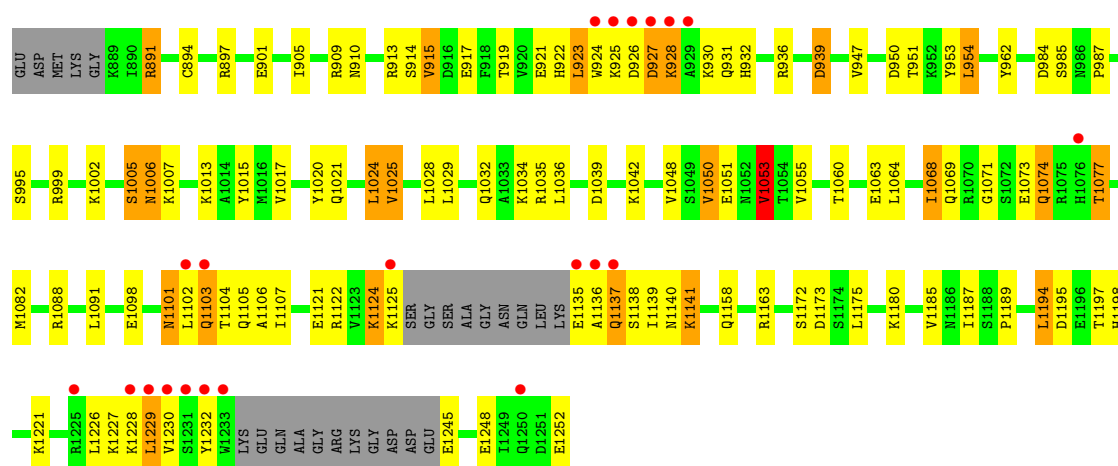 GLU ASP MET LYS GLY K889 I890 R891 C894 R897 E901 I905 R909 N910 R913 S914 V915 D916 E917 F918 T919 V920 E921 H922 L923 W924 K925 D926 D927 K928 A929 K930 Q931 H932 R936 D939 V947 D950 T951 K952 Y953 L954 Y962 D984 S985 N986 P987
S995 R999 K1002 S1005 N1006 K1007 K1013 A1014 Y1015 M1016 V1017 Y1020 Q1021 L1024 V1025 L1028 L1029 Q1032 A1033 K1034 R1035 L1036 D1039 K1042 V1048 S1049 V1050 E1051 N1052 V1053 T1054 V1055 T1060 E1063 L1064 I1068 Q1069 R1070 G1071 S1072 E1073 Q1074 R1075 H1076 T1077
M1082 R1088 L1091 E1098 N1101 L1102 Q1103 T1104 Q1105 A1106 I1107 E1121 R1122 V1123 K1124 K1125 SER GLY SER ALA GLY ASN GLN LEU LYS E1135 A1136 Q1137 S1138 I1139 N1140 K1141 Q1158 R1163 S1172 D1173 S1174 L1175 K1180 V1185 N1186 I1187 S1188 P1189 L1194 D1195 E1196 T1197 H1198
K1221 R1225 L1226 K1227 K1228 L1229 V1230 S1231 Y1232 W1233 LYS GLU GLN ALA GLY ARG LYS GLY ASP ASP GLU E1245 E1248 I1249 Q1250 D1251 E1252